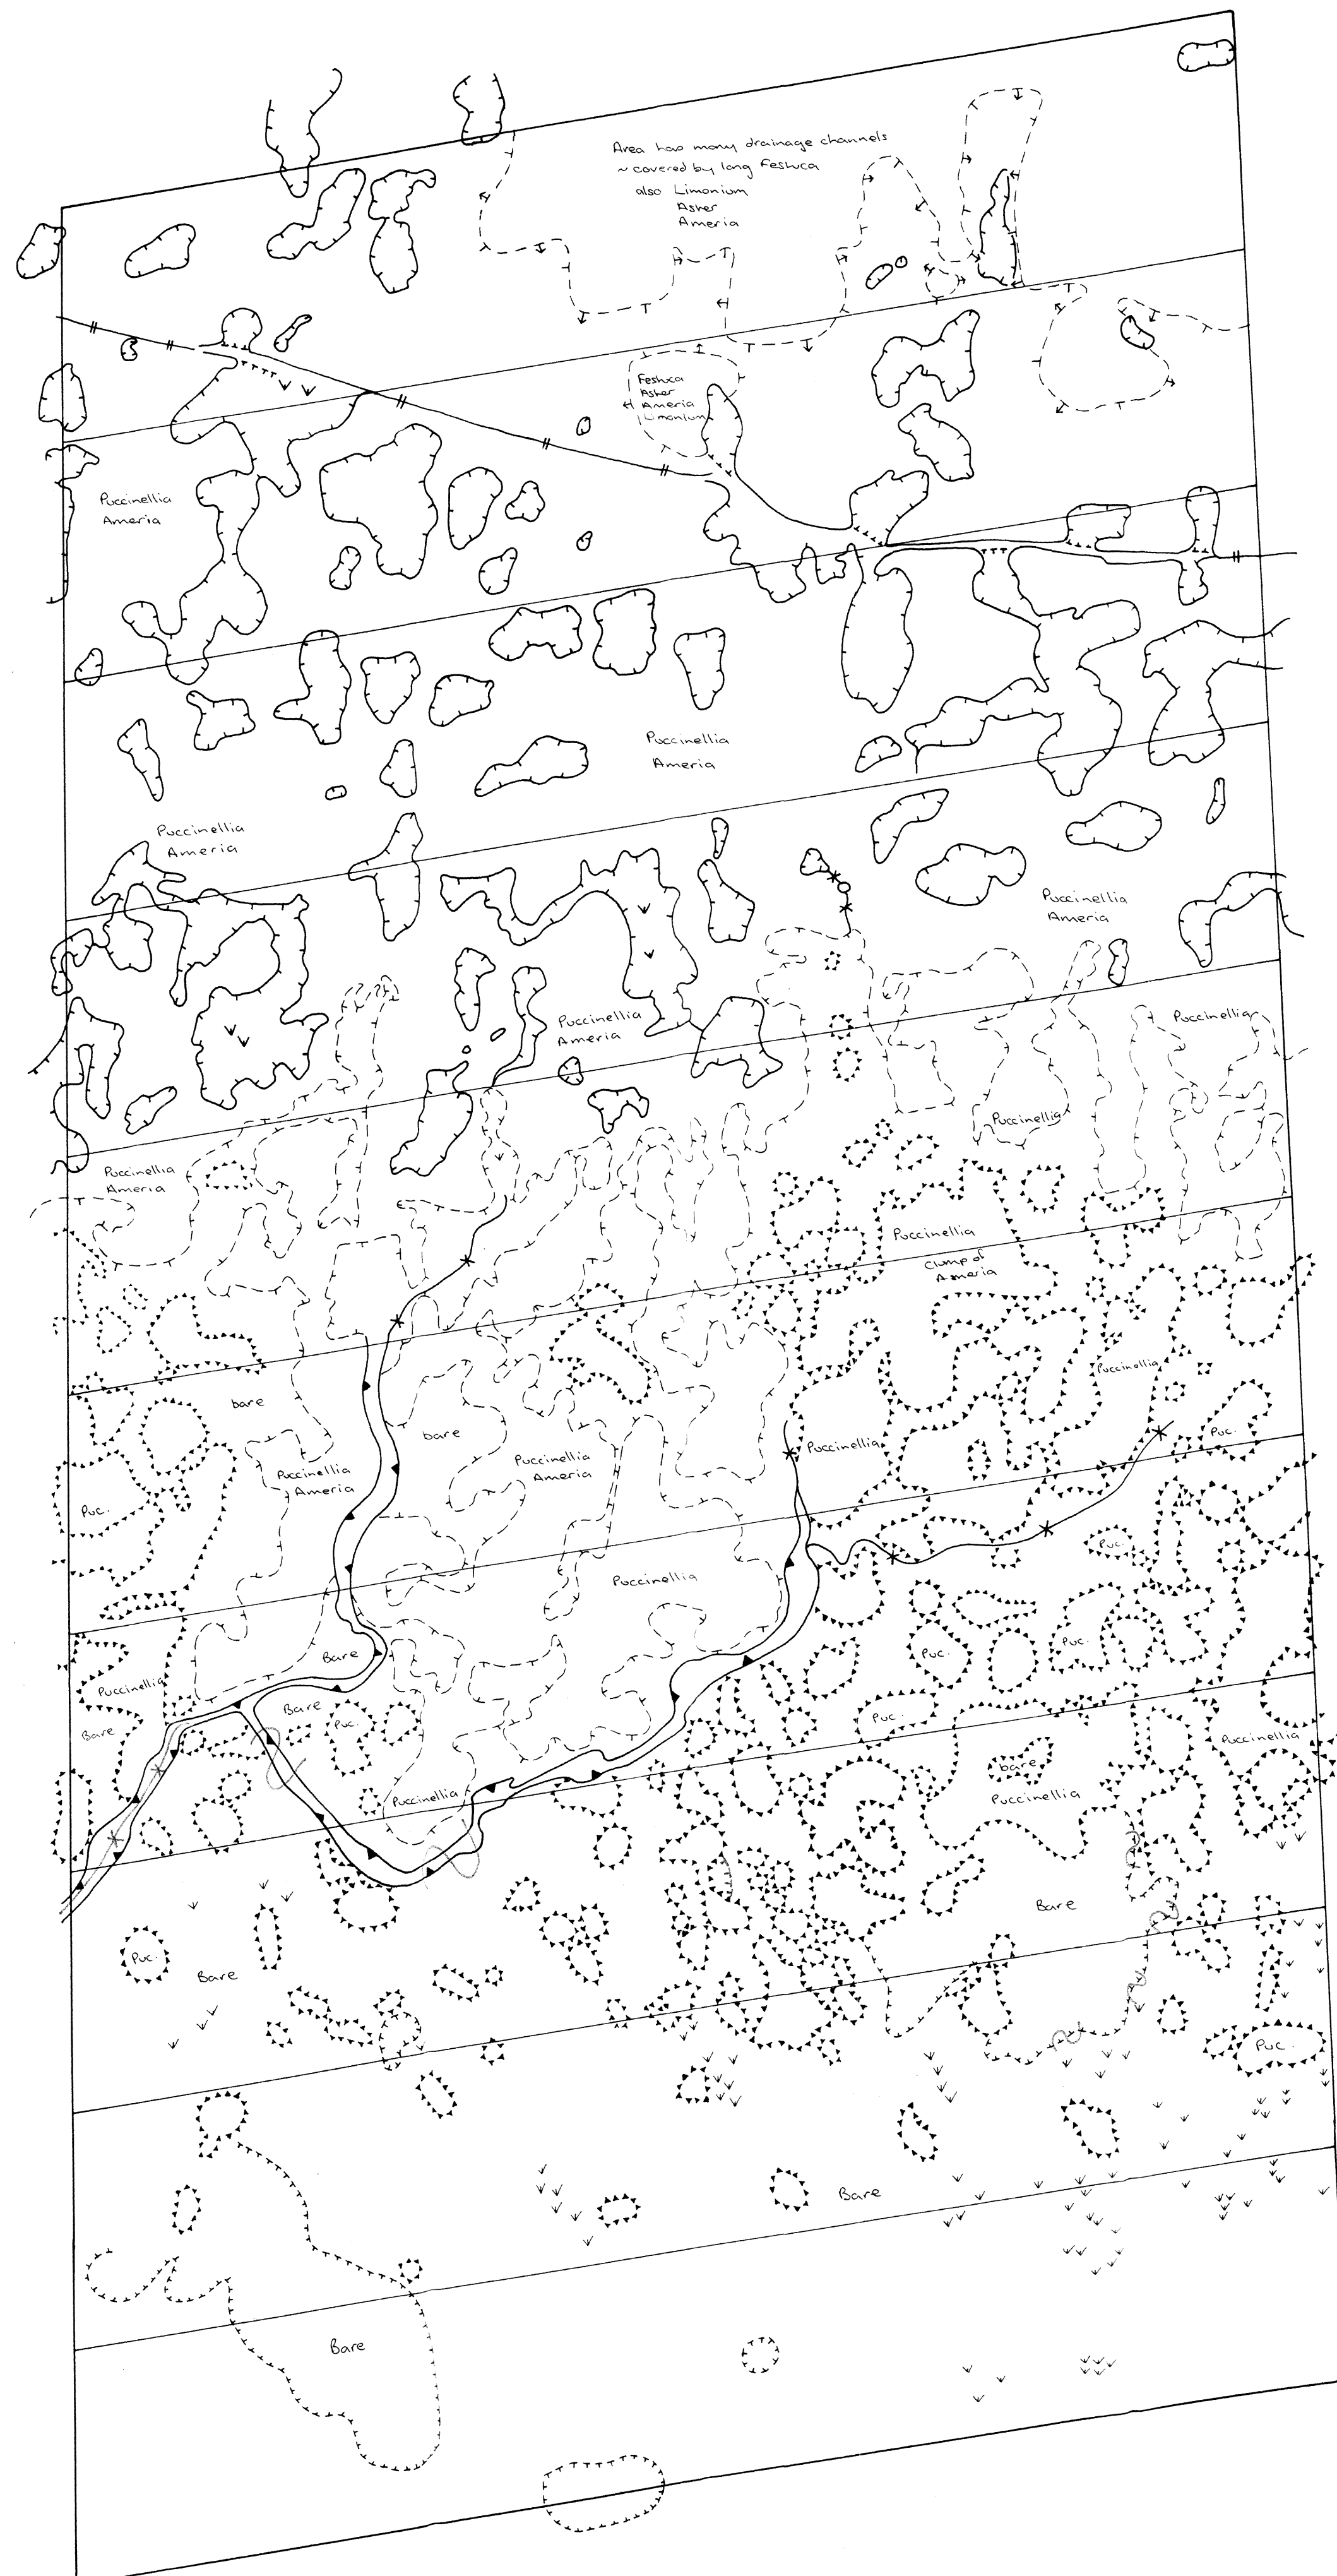 Area has many drainage channels
~ covered by long Festuca
also Limonium
Aster
Ameria
Festuca
Aster
Ameria
Limonium
Puccinellia
Ameria
Puccinellia
Ameria
Puccinellia
Ameria
Puccinellia
Ameria
Puccinellia
Ameria
Puccinellia
Puccinellia
Puccinellia
Ameria
Puccinellia
Clump of
Ameria
Puccinellia
bare
bare
Puccinellia
Puc.
Puccinellia
Ameria
Puccinellia
Ameria
Puc.
Puc.
Puccinellia
Bare
Puc.
Puc.
Puccinellia
Bare
Puc.
Puc.
Bare
Puccinellia
bare
Puccinellia
Puccinellia
Bare
Puc.
Bare
Puc.
Bare
Bare